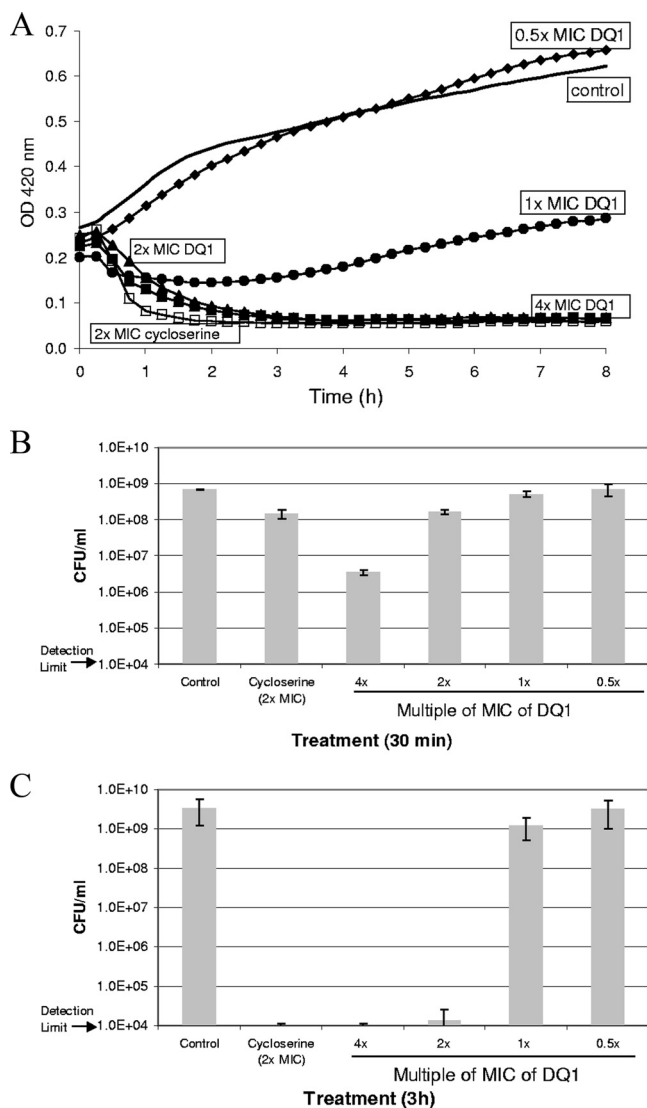 A
0.7
0.6
0.5
0.4
0.3
0.2
0.1
0.0
OD 420 nm
0.5x MIC DQ1
control
1x MIC DQ1
2x MIC DQ1
4x MIC DQ1
2x MIC cycloserine
0 1 2 3 4 5 6 7 8
Time (h)
B
1.0E+10
1.0E+09
1.0E+08
1.0E+07
1.0E+06
1.0E+05
1.0E+04
CFU/ml
Detection
Limit
Control Cycloserine 4x 2x 1x 0.5x
(2x MIC)
Multiple of MIC of DQ1
Treatment (30 min)
C
1.0E+10
1.0E+09
1.0E+08
1.0E+07
1.0E+06
1.0E+05
1.0E+04
CFU/ml
Detection
Limit
Control Cycloserine 4x 2x 1x 0.5x
(2x MIC)
Multiple of MIC of DQ1
Treatment (3h)